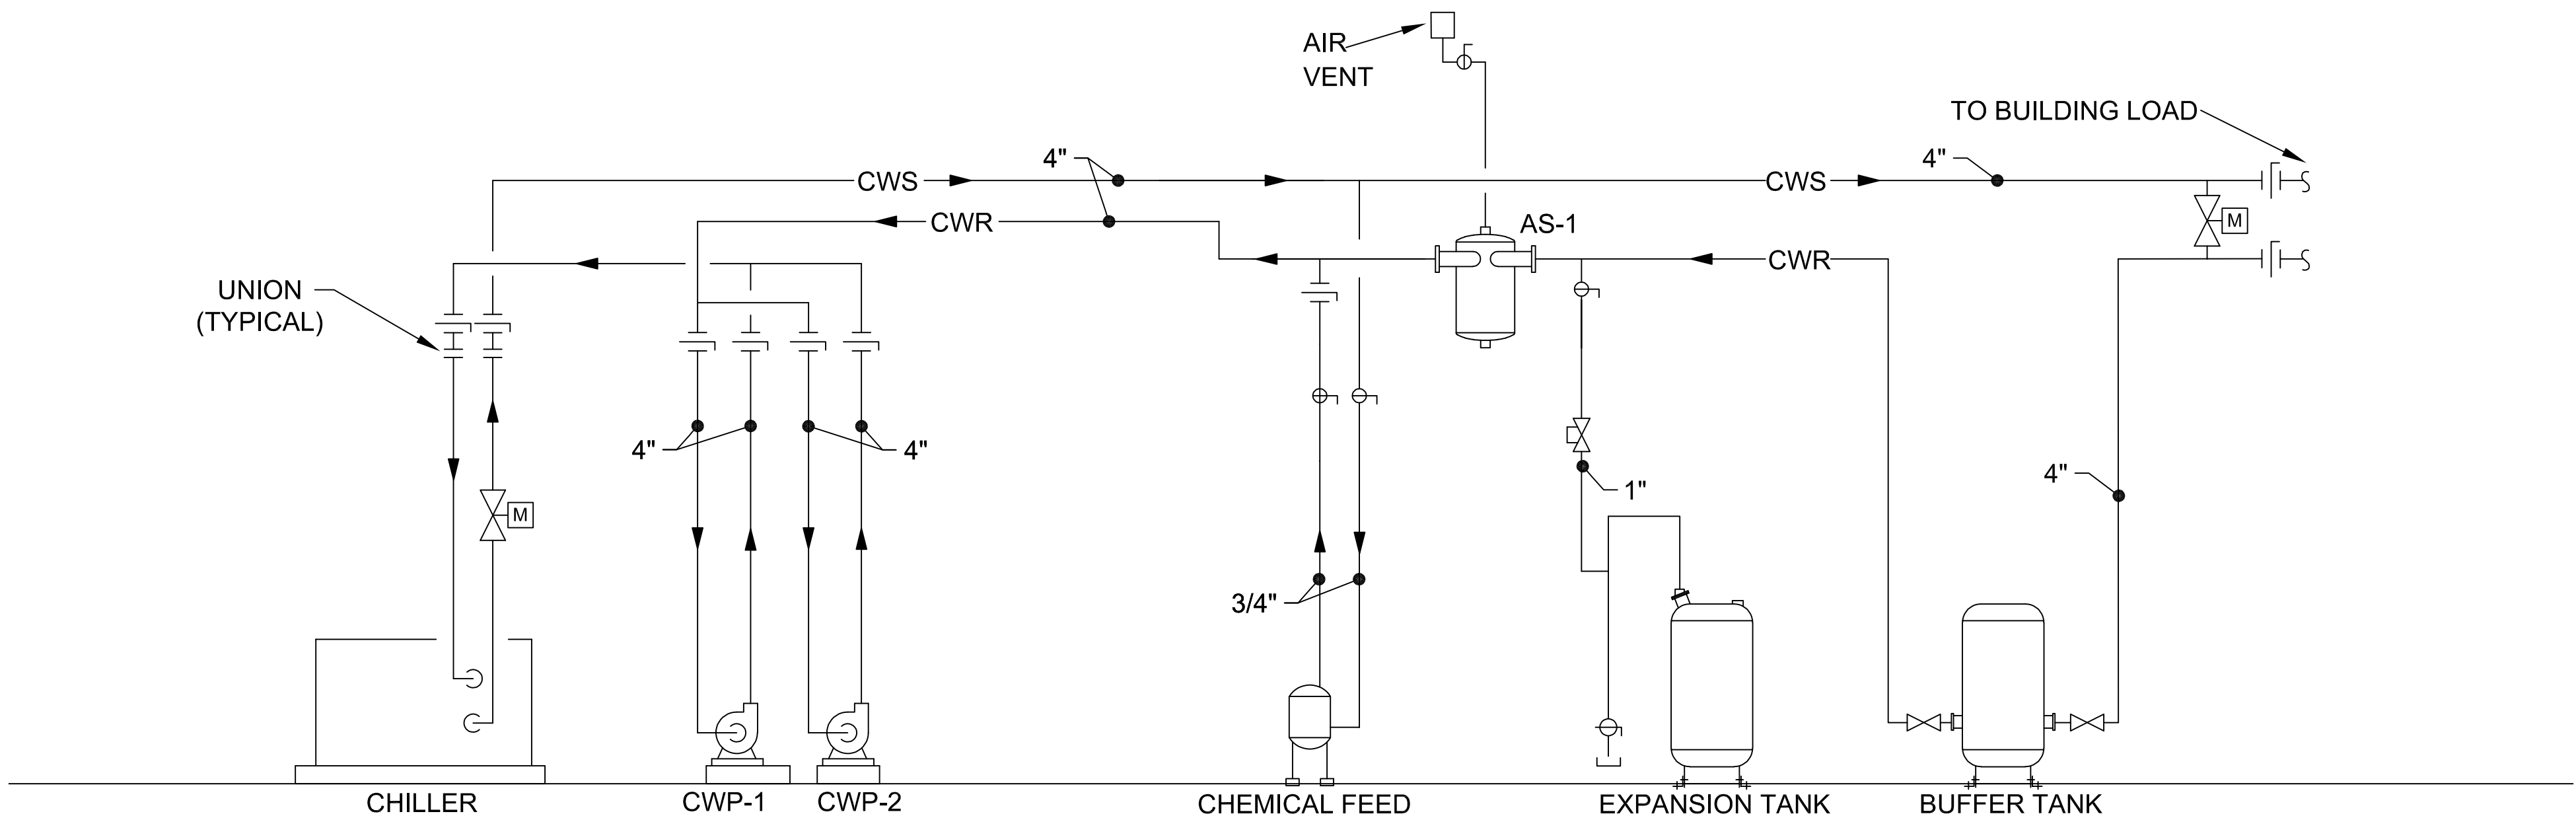 AIR
VENT
TO BUILDING LOAD
4"
4"
CWS
CWS
CWR
AS-1
M
CWR
UNION
(TYPICAL)
4"
4"
1"
4"
M
3/4"
CHILLER
CWP-1
CWP-2
CHEMICAL FEED
EXPANSION TANK
BUFFER TANK